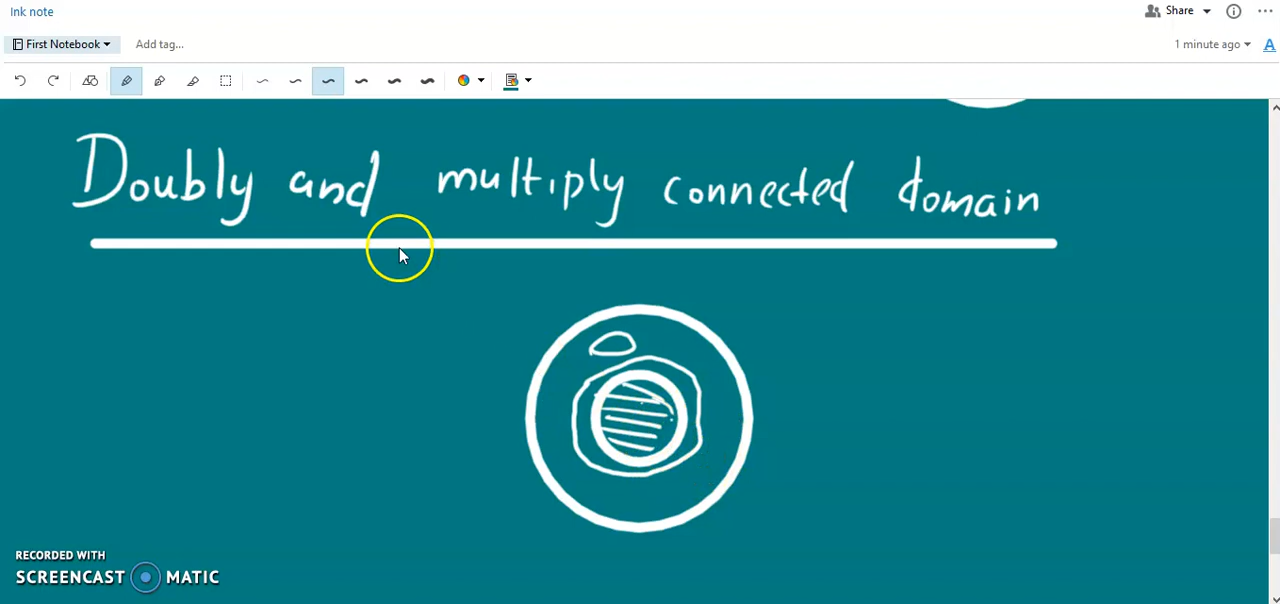 Ink note
Share
First Notebook
Add tag...
1 minute ago
A
Doubly and multiply connected domain
RECORDED WITH
SCREENCAST MATIC